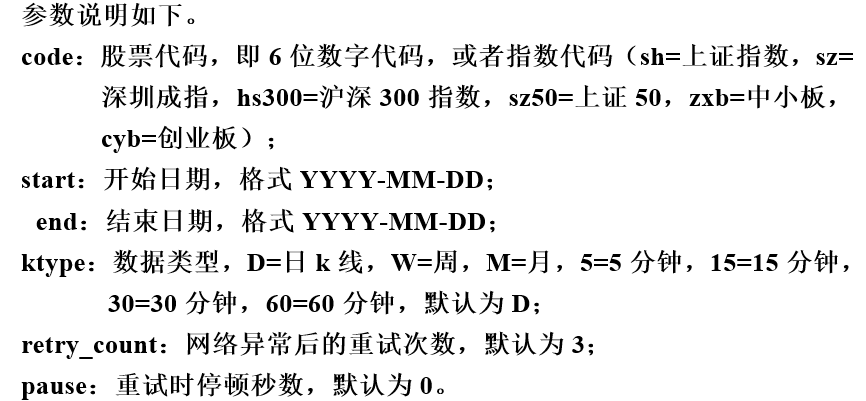 参数说明如下。
code：股票代码，即 6 位数字代码，或者指数代码（sh=上证指数，sz=
深圳成指，hs300=沪深 300 指数，sz50=上证 50，zxb=中小板，
cyb=创业板）；
start：开始日期，格式 YYYY-MM-DD；
end：结束日期，格式 YYYY-MM-DD；
ktype：数据类型，D=日 k 线，W=周，M=月，5=5 分钟，15=15 分钟，
30=30 分钟，60=60 分钟，默认为 D；
retry_count：网络异常后的重试次数，默认为 3；
pause：重试时停顿秒数，默认为 0。